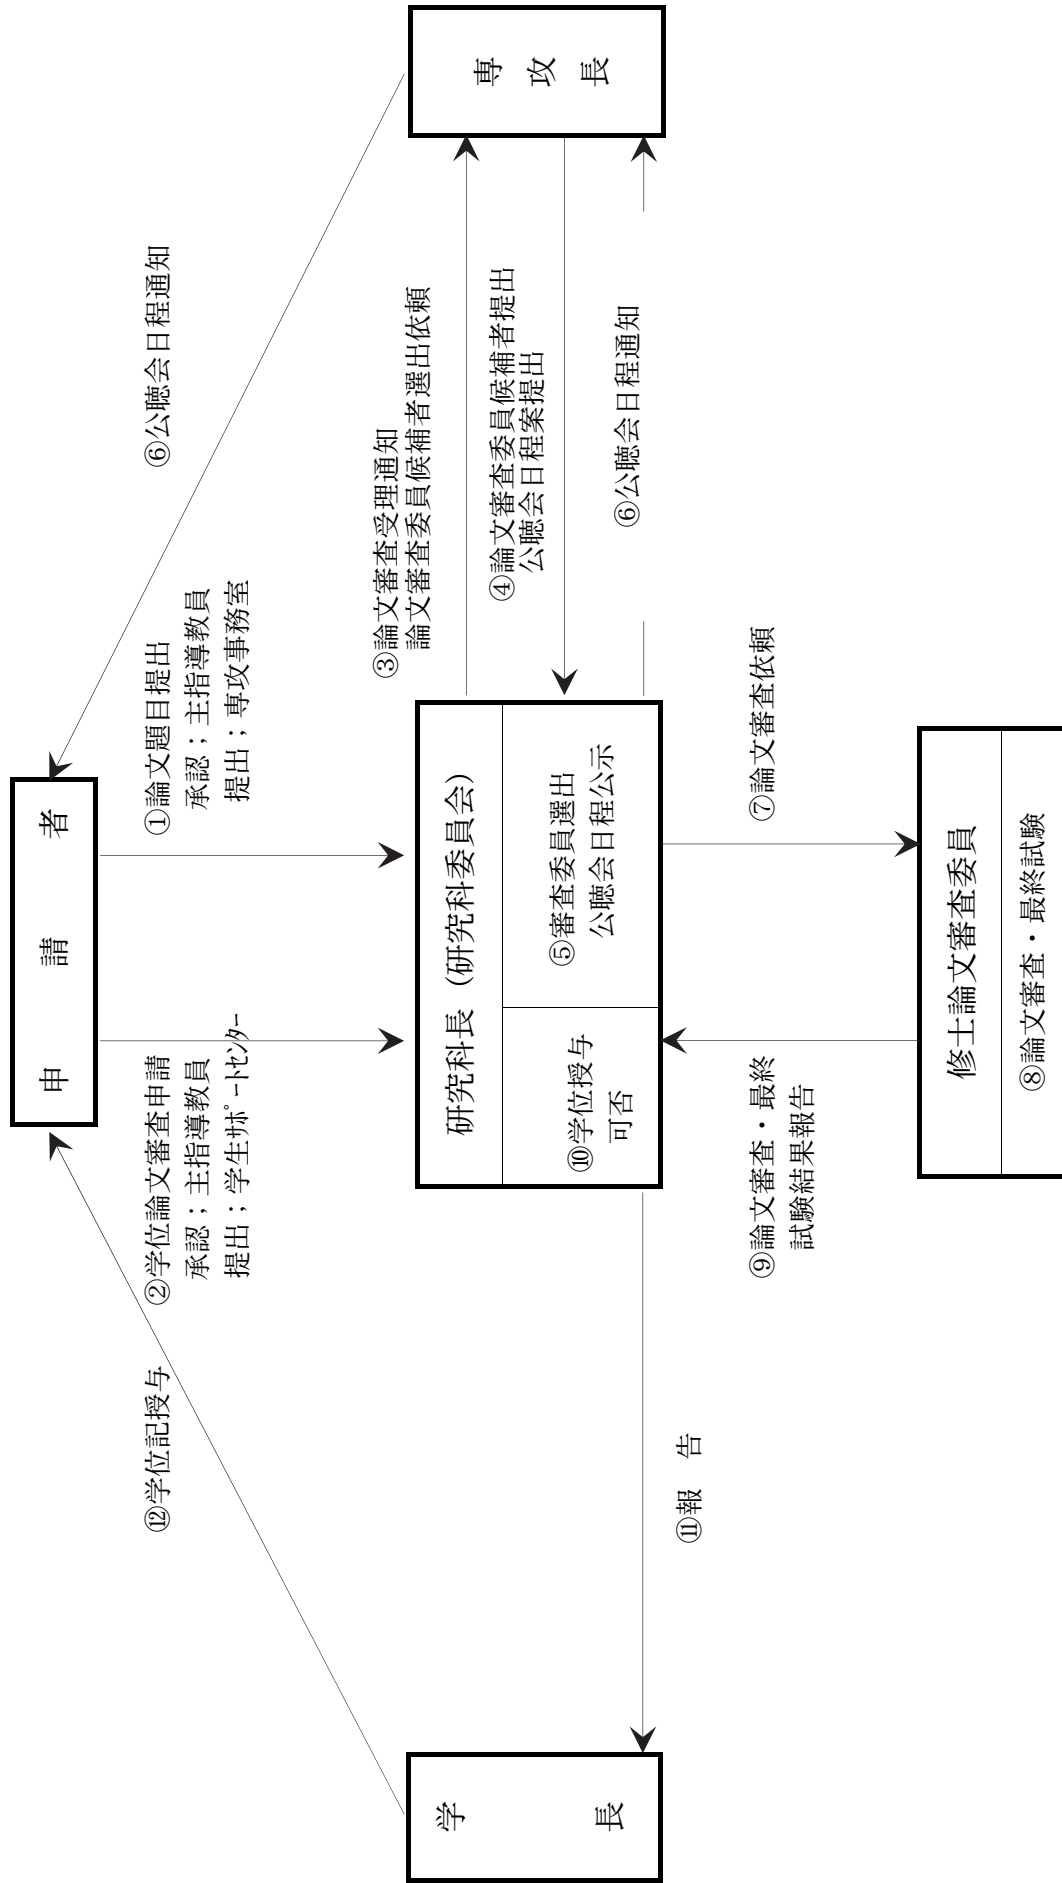 申　請　者
⑫学位記授与
②学位論文審査申請
承認；主指導教員
提出；学生ｻﾎﾟｰﾄｾﾝﾀｰ
①論文題目提出
承認；主指導教員
提出；専攻事務室
⑥公聴会日程通知
学　長
研究科長（研究科委員会）
⑩学位授与
可否
⑤審査委員選出
公聴会日程公示
③論文審査受理通知
論文審査委員候補者選出依頼
④論文審査委員候補者提出
公聴会日程案提出
⑥公聴会日程通知
専攻長
⑪報　告
⑨論文審査・最終
試験結果報告
⑦論文審査依頼
修士論文審査委員
⑧論文審査・最終試験